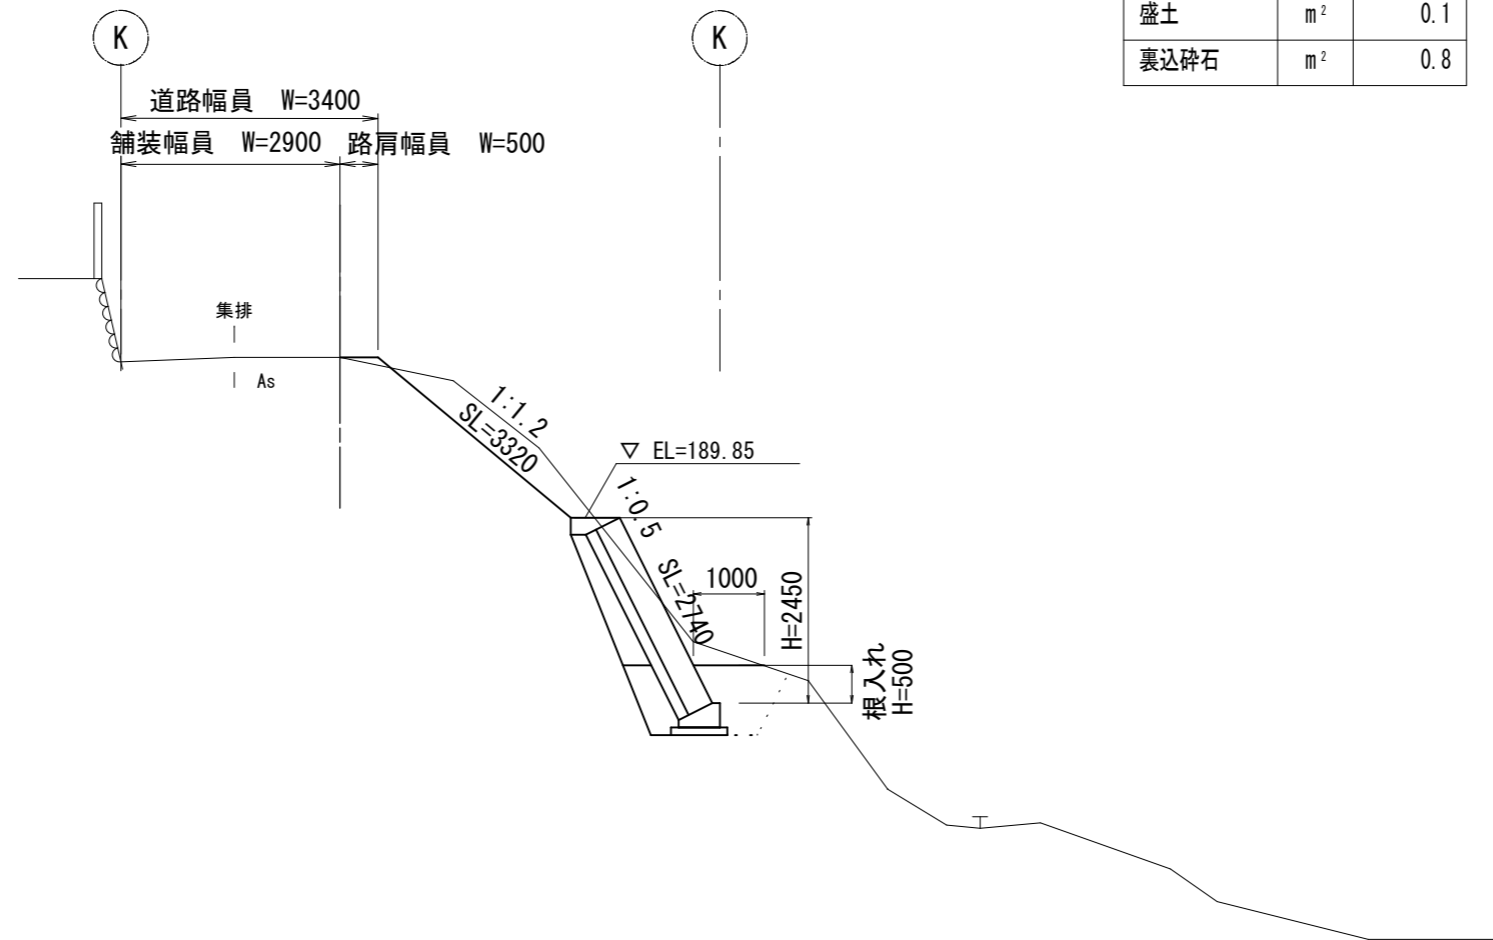 盛土 m² 0.1
裏込砕石 m² 0.8
K K
道路幅員 W=3400
舗装幅員 W=2900 路肩幅員 W=500
集排
As
1:1.2
SL=3320
▽ EL=189.85
1:0.5 SL=2740
1000
H=2450
根入れ
H=500